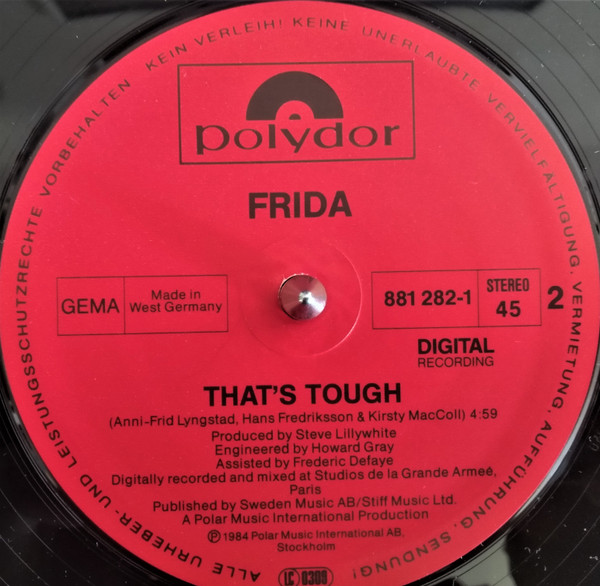 ALLE URHEBER- UND LEISTUNGSSCHUTZRECHTE VORBEHALTEN KEIN VERLEIH! KEINE UNERLAUBTE VERVIELFÄLTIGUNG, VERMIETUNG, AUFFÜHRUNG, SENDUNG!
polydor
FRIDA
GEMA
Made in
West Germany
881 282-1
STEREO
45
2
DIGITAL
RECORDING
THAT'S TOUGH
(Anni-Frid Lyngstad, Hans Fredriksson & Kirsty MacColl) 4:59
Produced by Steve Lillywhite
Engineered by Howard Gray
Assisted by Frederic Defaye
Digitally recorded and mixed at Studios de la Grande Armeé,
Paris
Published by Sweden Music AB/Stiff Music Ltd.
A Polar Music International Production
Ⓟ 1984 Polar Music International AB,
Stockholm
LC 0309